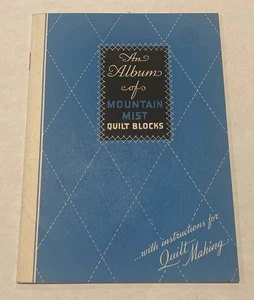 An
Album
of
MOUNTAIN
MIST
QUILT BLOCKS
...with instructions for
Quilt Making